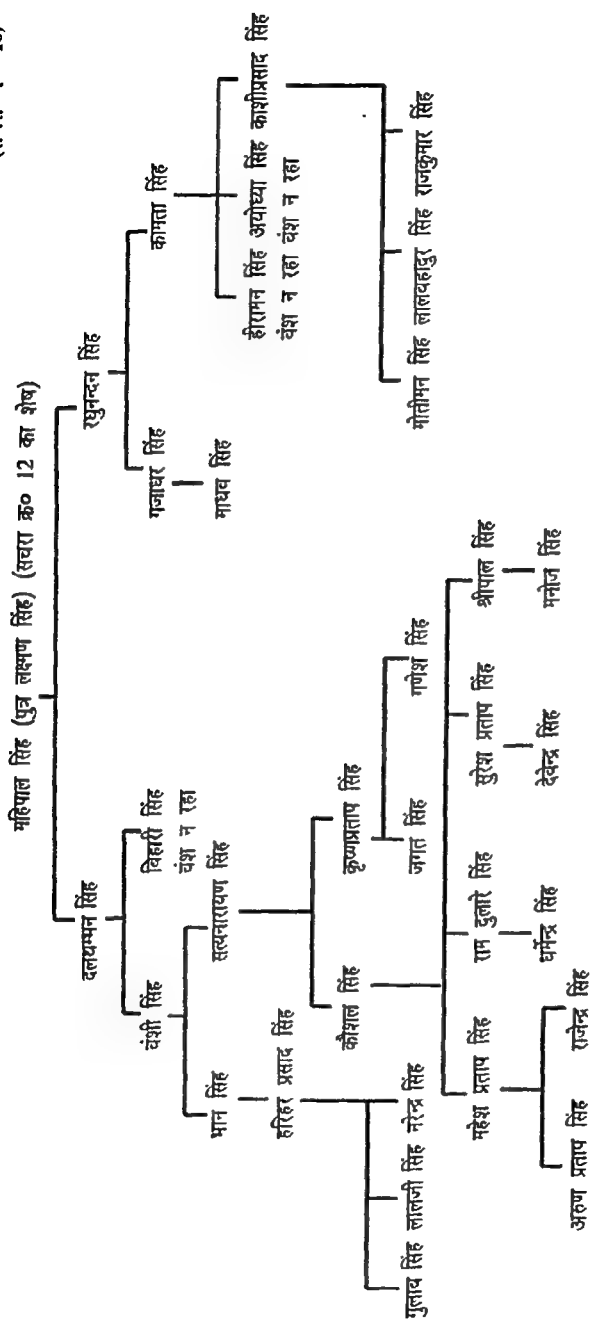 महिपाल सिंह (पुत्र लक्ष्मण सिंह) (सचरा क्र० 12 का शेष)
दलथम्मन सिंह रघुनन्दन सिंह
वंशी सिंह बिहारी सिंह गजाधर सिंह कामता सिंह
वंश न रहा
माधव सिंह
भान सिंह सत्यनारायण सिंह हीरामन सिंह अयोध्या सिंह काशीप्रसाद सिंह
वंश न रहा वंश न रहा
हरिहर प्रसाद सिंह कौशल सिंह कृष्णप्रताप सिंह
मोतीमन सिंह लालबहादुर सिंह राजकुमार सिंह
गुलाब सिंह लालजी सिंह नरेन्द्र सिंह जगत सिंह गणेश सिंह
महेश प्रताप सिंह राम दुलारे सिंह सुरेश प्रताप सिंह श्रीपाल सिंह
धर्मेन्द्र सिंह देवेन्द्र सिंह मनोज सिंह
अरुण प्रताप सिंह राजेन्द्र सिंह